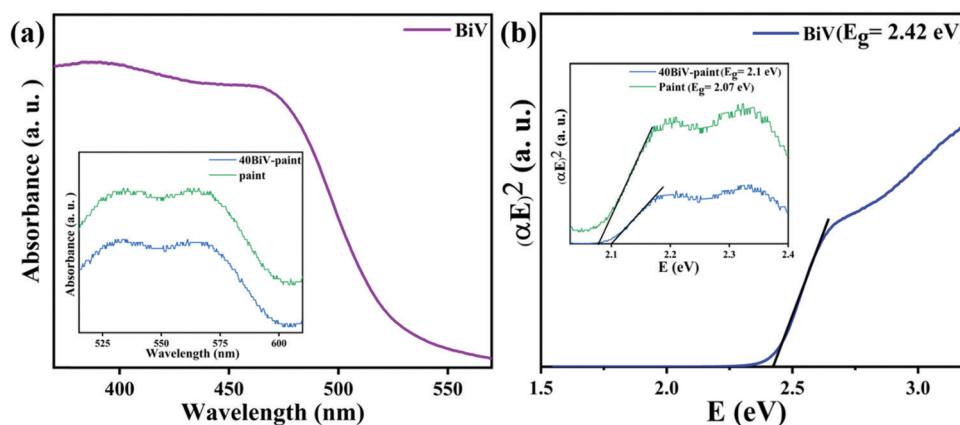 (a)
BiV
Absorbance (a. u.)
40BiV-paint
paint
Absorbance (a. u. )
525 550 575 600
Wavelength (nm)
400 450 500 550
Wavelength (nm)
(b)
BiV(Eg= 2.42 eV)
(αE)2 (a. u.)
40BiV-paint (Eg= 2.1 eV)
Paint (Eg= 2.07 eV)
(αE)2 (a. u.)
2.1 2.2 2.3 2.4
E (eV)
1.5 2.0 2.5 3.0
E (eV)